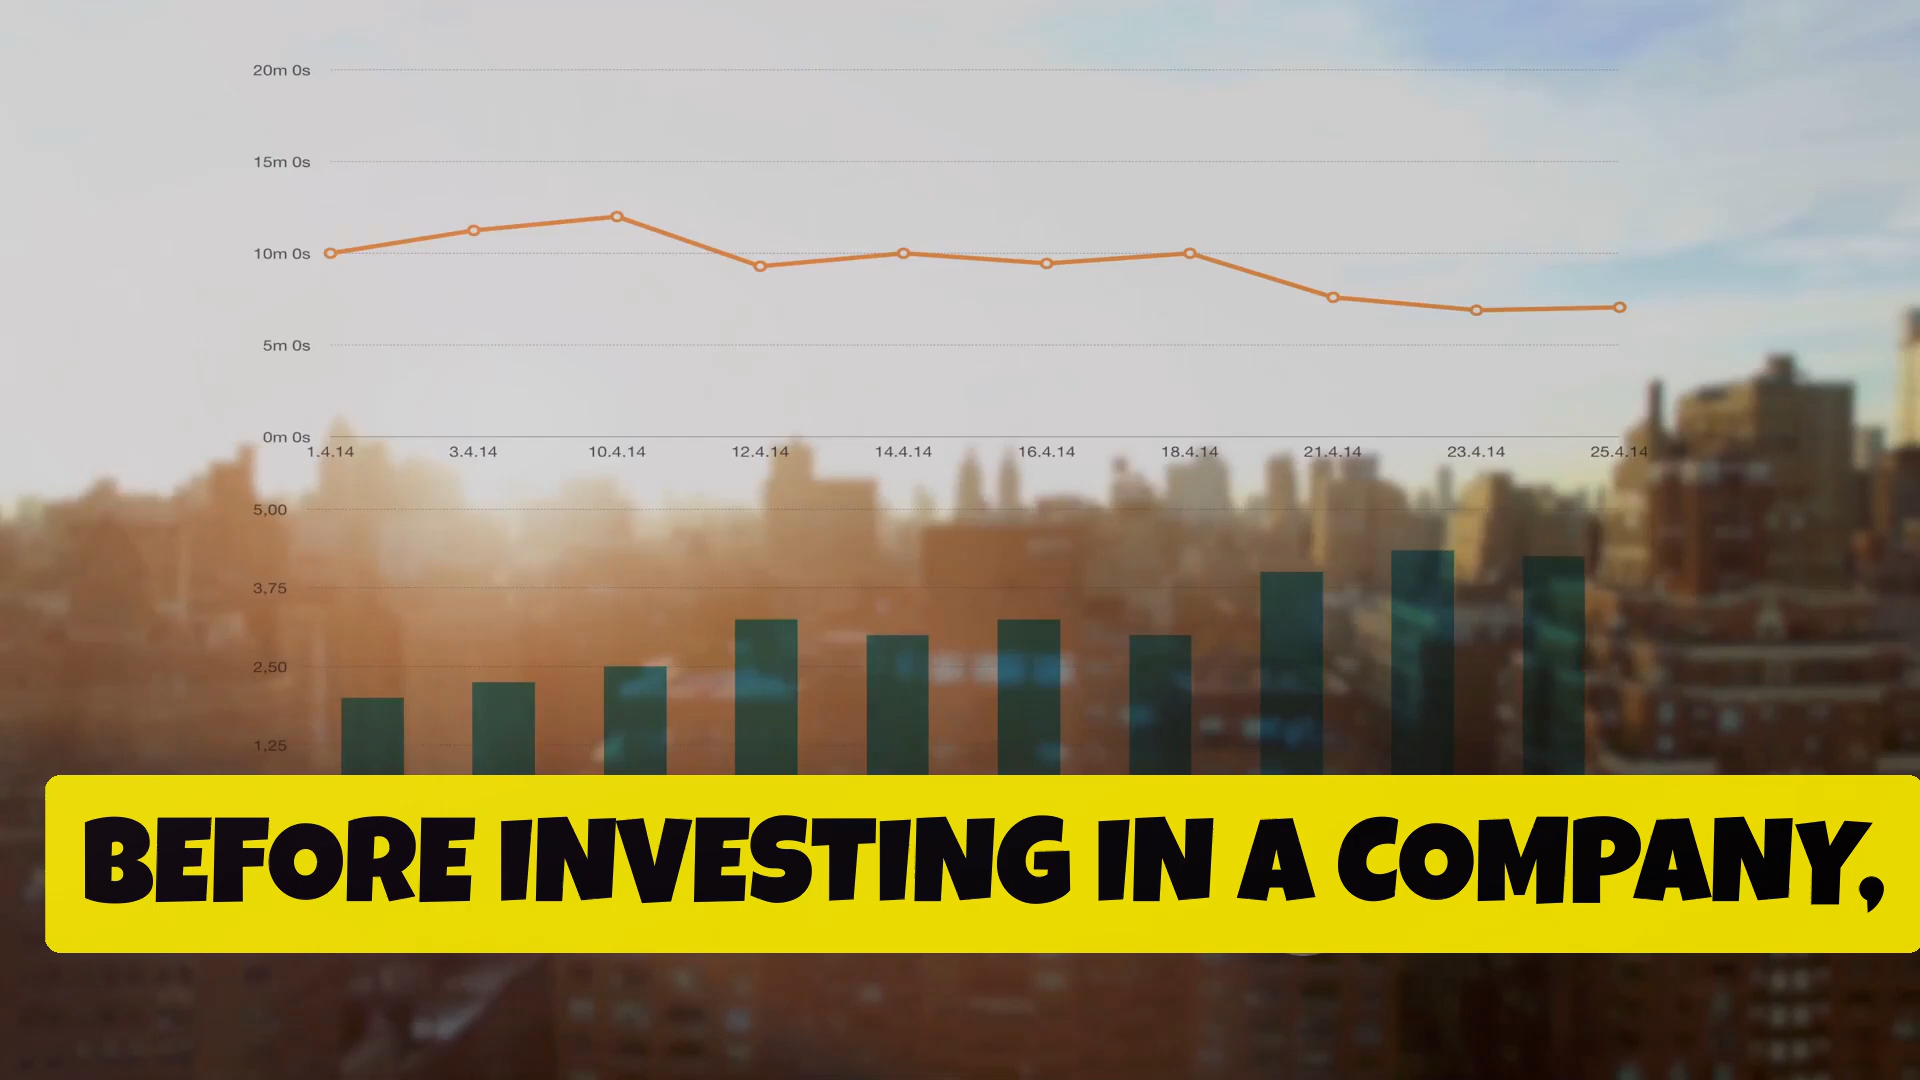 20m 0s
15m 0s
10m 0s
5m 0s
0m 0s
1.4.14 3.4.14 10.4.14 12.4.14 14.4.14 16.4.14 18.4.14 21.4.14 23.4.14 25.4.14
5,00
3,75
2,50
1,25
BEFORE INVESTING IN A COMPANY,